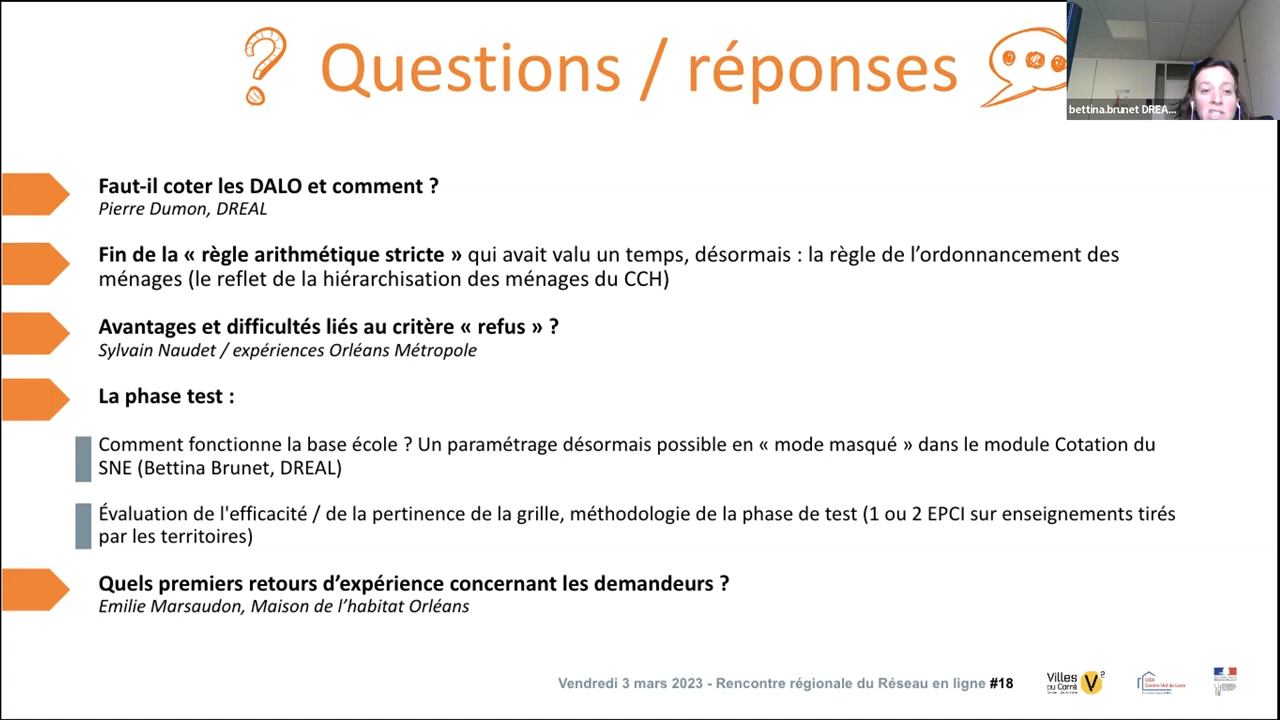 Questions / réponses
bettina.brunet DREA...
Faut-il coter les DALO et comment ?
Pierre Dumon, DREAL
Fin de la « règle arithmétique stricte » qui avait valu un temps, désormais : la règle de l'ordonnancement des
ménages (le reflet de la hiérarchisation des ménages du CCH)
Avantages et difficultés liés au critère « refus » ?
Sylvain Naudet / expériences Orléans Métropole
La phase test :
Comment fonctionne la base école ? Un paramétrage désormais possible en « mode masqué » dans le module Cotation du
SNE (Bettina Brunet, DREAL)
Évaluation de l'efficacité / de la pertinence de la grille, méthodologie de la phase de test (1 ou 2 EPCI sur enseignements tirés
par les territoires)
Quels premiers retours d'expérience concernant les demandeurs ?
Emilie Marsaudon, Maison de l'habitat Orléans
Vendredi 3 mars 2023 - Rencontre régionale du Réseau en ligne #18
Villes
du Carré
V2